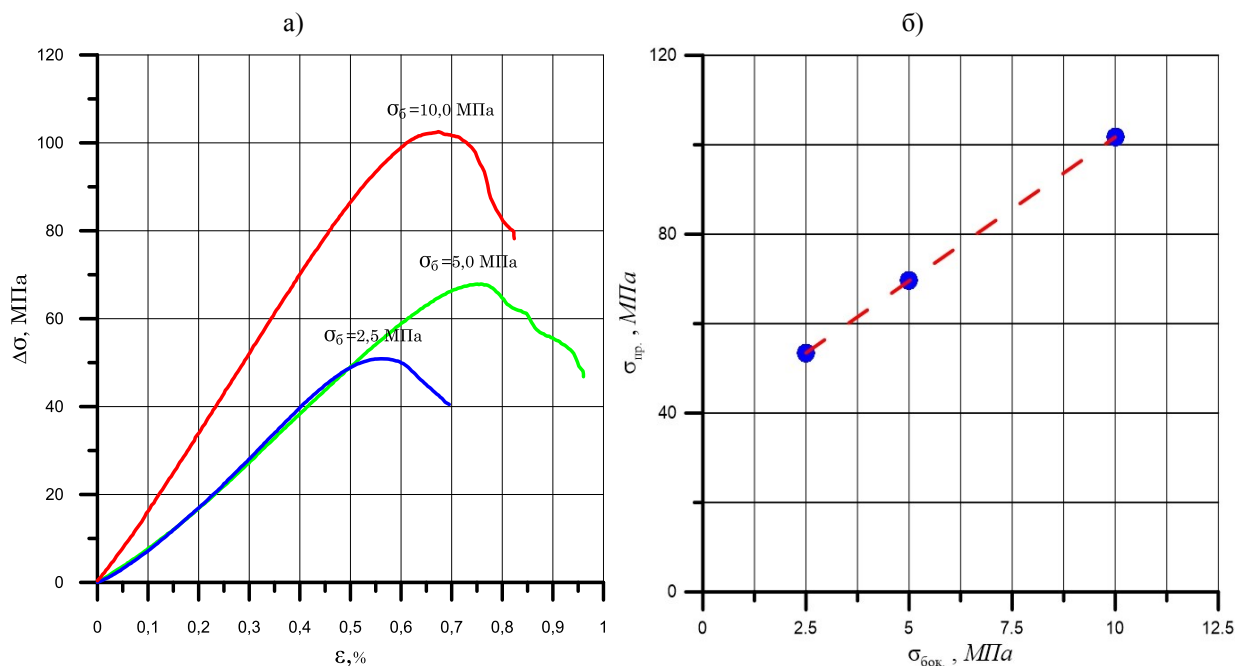 а)
120
100
80
60
40
20
0
Δσ, МПа
σб=10,0 МПа
σб=5,0 МПа
σб=2,5 МПа
0 0,1 0,2 0,3 0,4 0,5 0,6 0,7 0,8 0,9 1
ε,%
б)
120
80
40
0
σпр. , МПа
0 2.5 5 7.5 10 12.5
σбок. , МПа